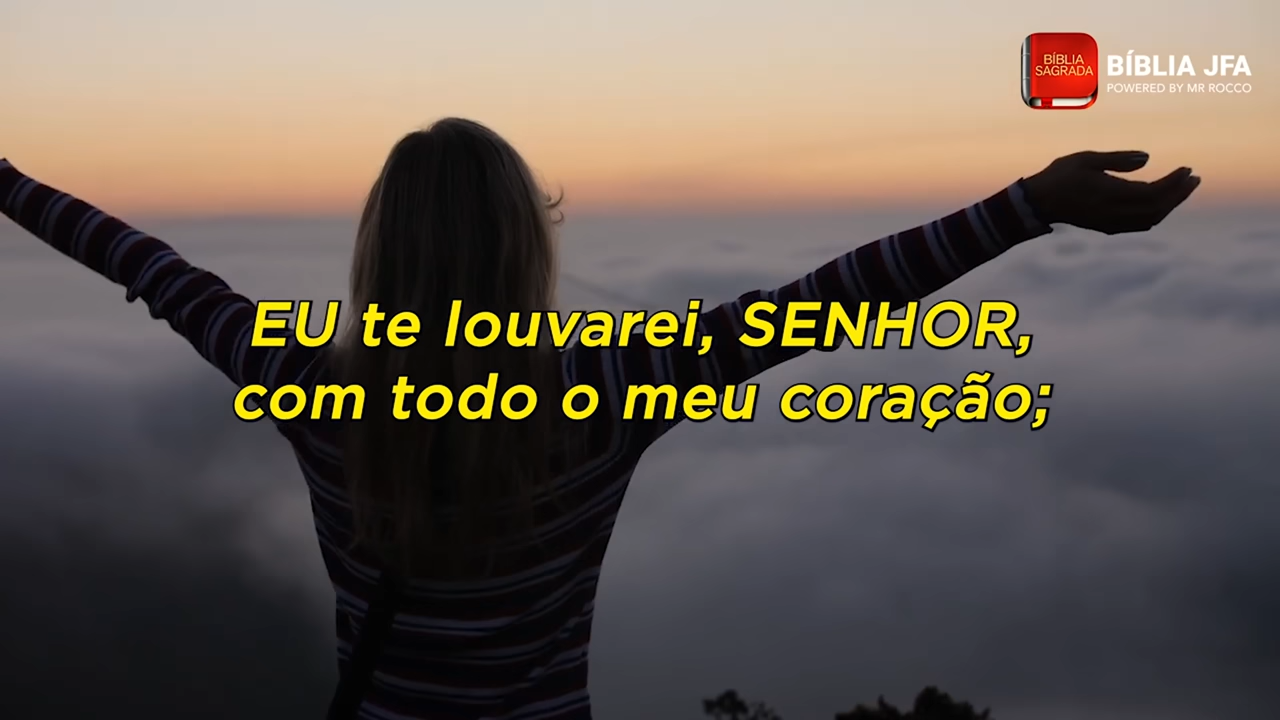 BÍBLIA
SAGRADA
BÍBLIA JFA
POWERED BY MR ROCCO
EU te louvarei, SENHOR,
com todo o meu coração;